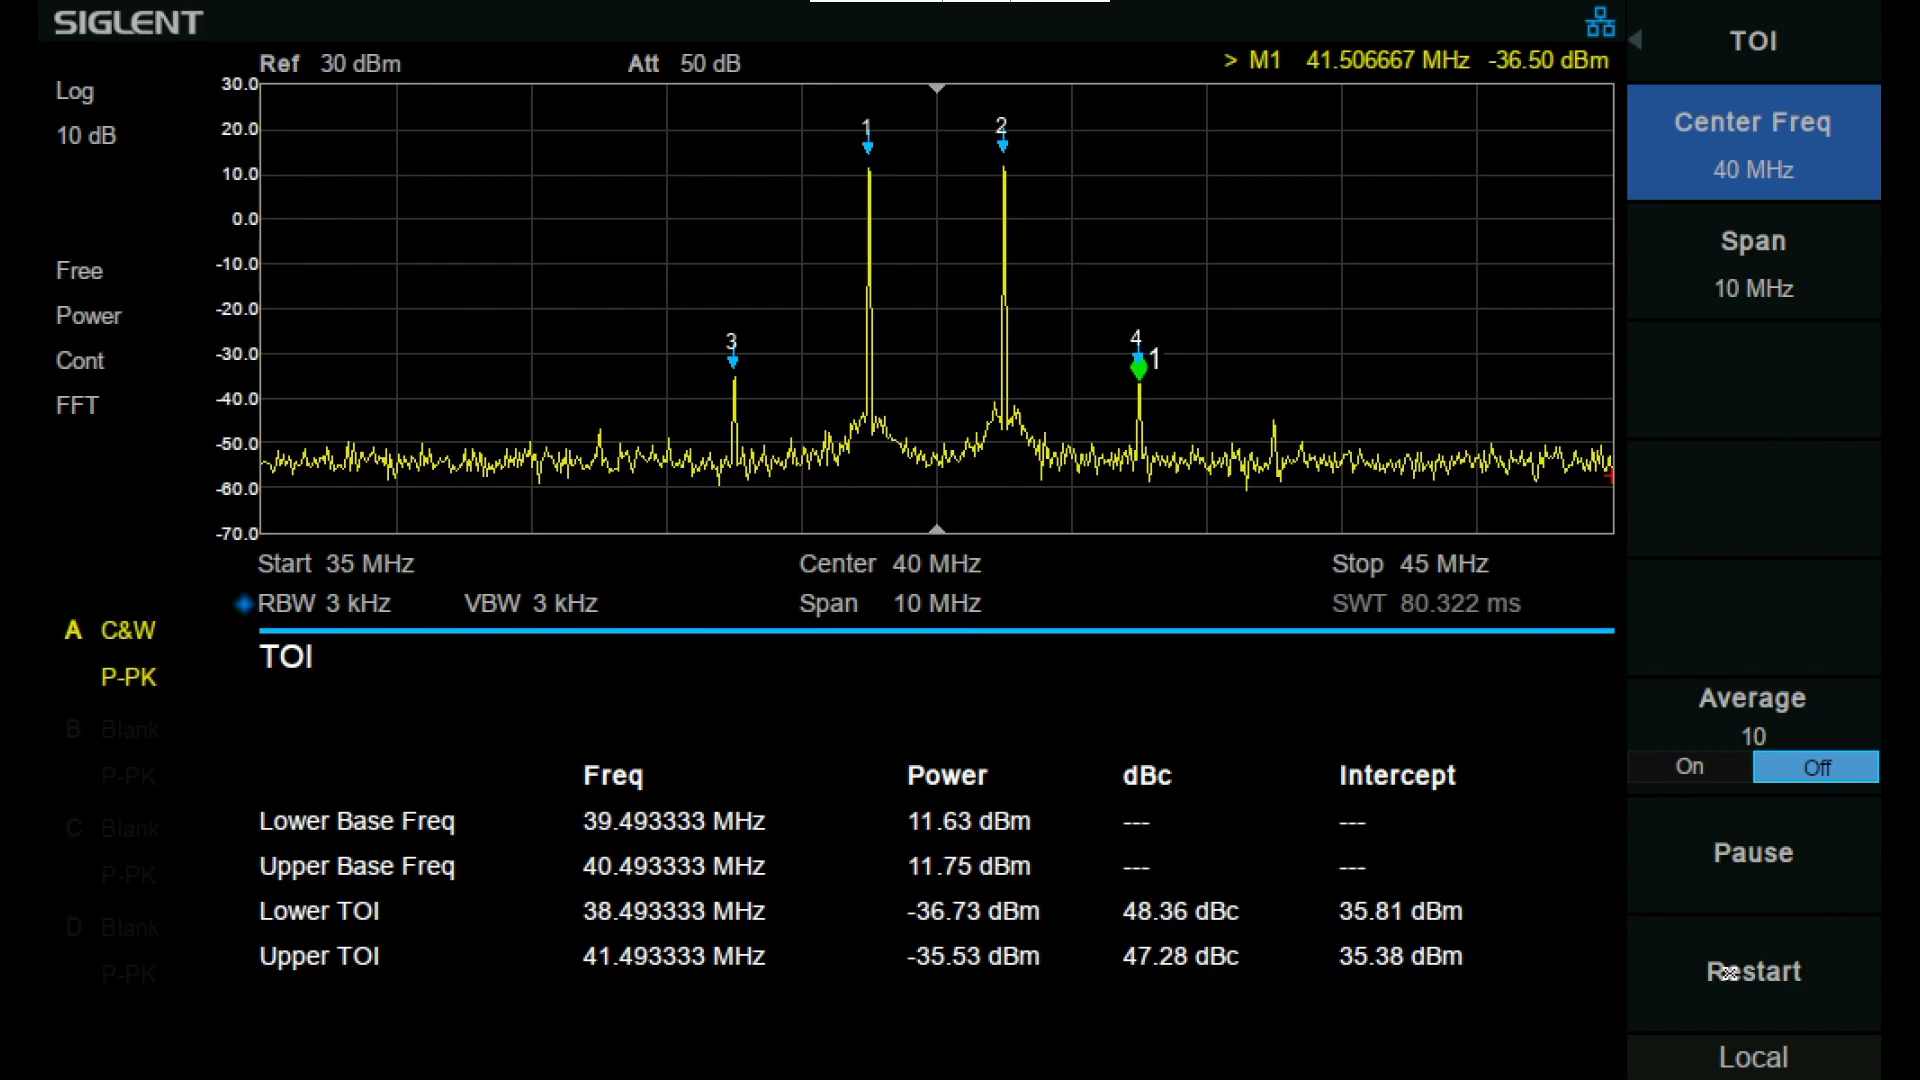 SIGLENT
TOI
Ref 30 dBm Att 50 dB > M1 41.506667 MHz -36.50 dBm
Log
10 dB
Free
Power
Cont
FFT
30.0
20.0
10.0
0.0
-10.0
-20.0
-30.0
-40.0
-50.0
-60.0
-70.0
1
2
3
4
1
Center Freq
40 MHz
Span
10 MHz
Start 35 MHz Center 40 MHz Stop 45 MHz
RBW 3 kHz VBW 3 kHz Span 10 MHz SWT 80.322 ms
A C&W
P-PK
B Blank
P-PK
C Blank
P-PK
D Blank
P-PK
TOI
Freq Power dBc Intercept
Lower Base Freq 39.493333 MHz 11.63 dBm --- ---
Upper Base Freq 40.493333 MHz 11.75 dBm --- ---
Lower TOI 38.493333 MHz -36.73 dBm 48.36 dBc 35.81 dBm
Upper TOI 41.493333 MHz -35.53 dBm 47.28 dBc 35.38 dBm
Average
10
On Off
Pause
Restart
Local